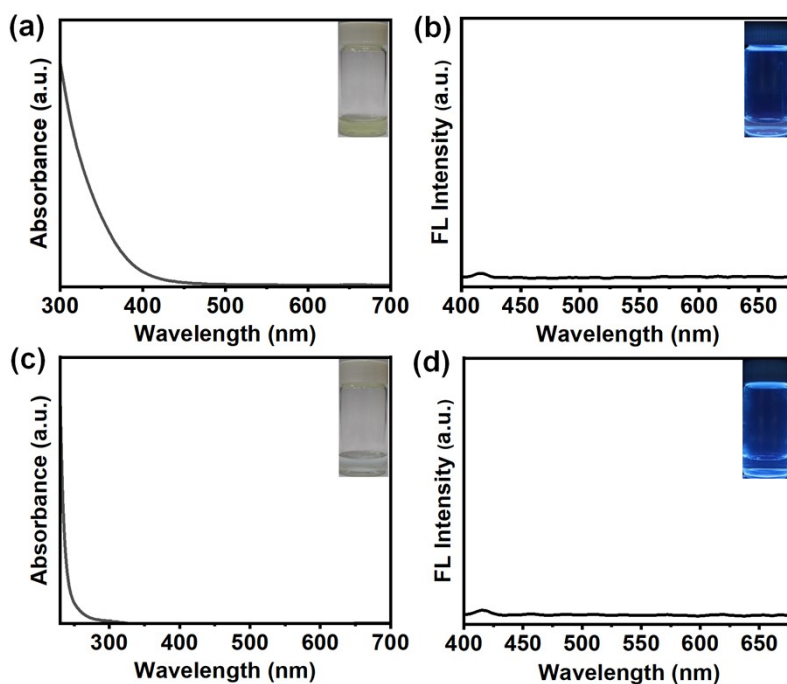 (a)
Absorbance (a.u.)
300 400 500 600 700
Wavelength (nm)
(b)
FL Intensity (a.u.)
400 450 500 550 600 650
Wavelength (nm)
(c)
Absorbance (a.u.)
300 400 500 600 700
Wavelength (nm)
(d)
FL Intensity (a.u.)
400 450 500 550 600 650
Wavelength (nm)